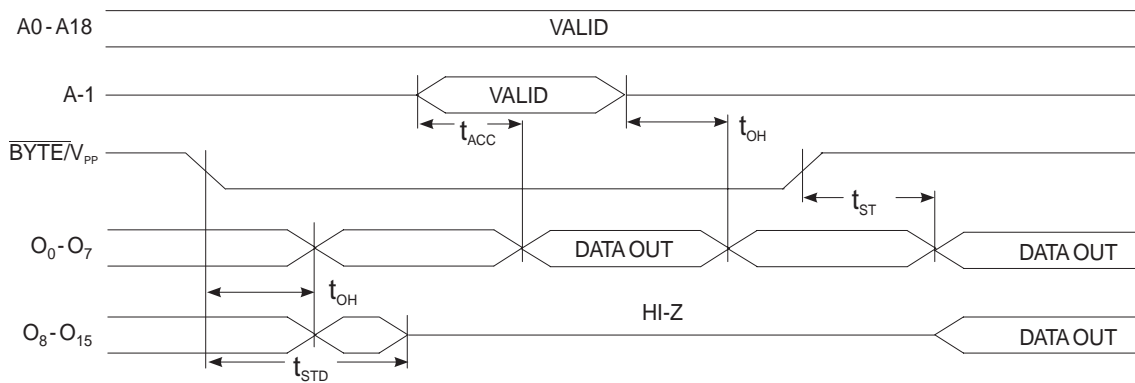 A0 - A18 VALID
A-1 VALID
tACC tOH
BYTE/VPP
tST
O0 - O7 DATA OUT DATA OUT
tOH
HI-Z
O8 - O15 DATA OUT
tSTD